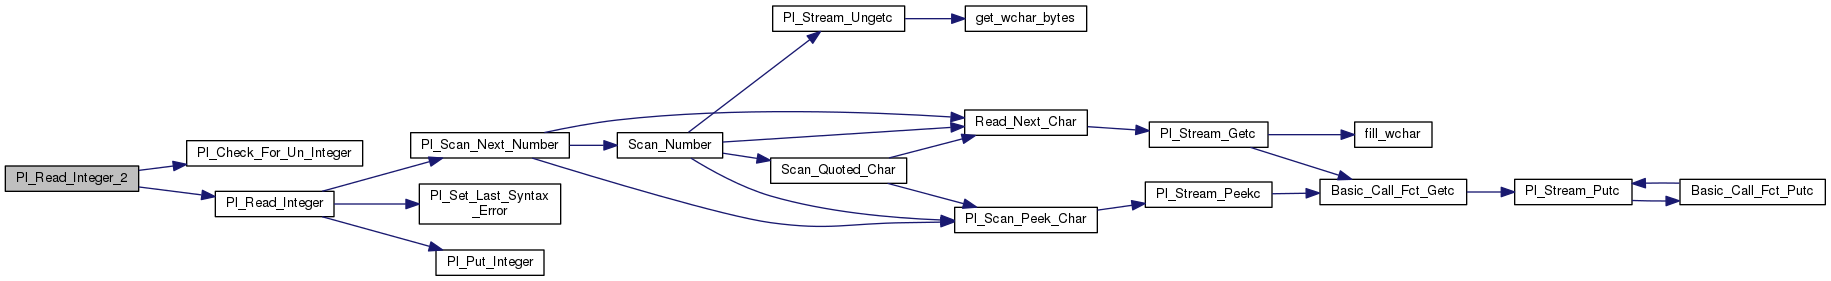 Pl_Read_Integer_2
Pl_Check_For_Un_Integer
Pl_Read_Integer
Pl_Scan_Next_Number
Pl_Set_Last_Syntax
_Error
Pl_Put_Integer
Scan_Number
Pl_Stream_Ungetc
get_wchar_bytes
Scan_Quoted_Char
Read_Next_Char
Pl_Scan_Peek_Char
Pl_Stream_Getc
Pl_Stream_Peekc
fill_wchar
Basic_Call_Fct_Getc
Pl_Stream_Putc
Basic_Call_Fct_Putc